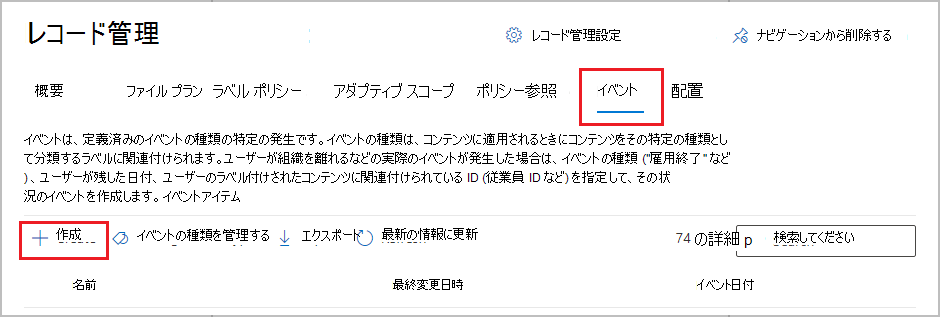 レコード管理 レコード管理設定 ナビゲーションから削除する
概要 ファイル プラン ラベル ポリシー アダプティブ スコープ ポリシー参照 イベント 配置
イベントは、定義済みのイベントの種類の特定の発生です。イベントの種類は、コンテンツに適用されるときにコンテンツをその特定の種類とし
て分類するラベルに関連付けられます。ユーザーが組織を離れるなどの実際のイベントが発生した場合は、イベントの種類 ("雇用終了" など
)、ユーザーが残した日付、ユーザーのラベル付けされたコンテンツに関連付けられている ID (従業員 ID など) を指定して、その状
況のイベントを作成します。イベントアイテム
作成 イベントの種類を管理する エクスポート 最新の情報に更新 74 の詳細 p 検索してください
名前 最終変更日時 イベント日付